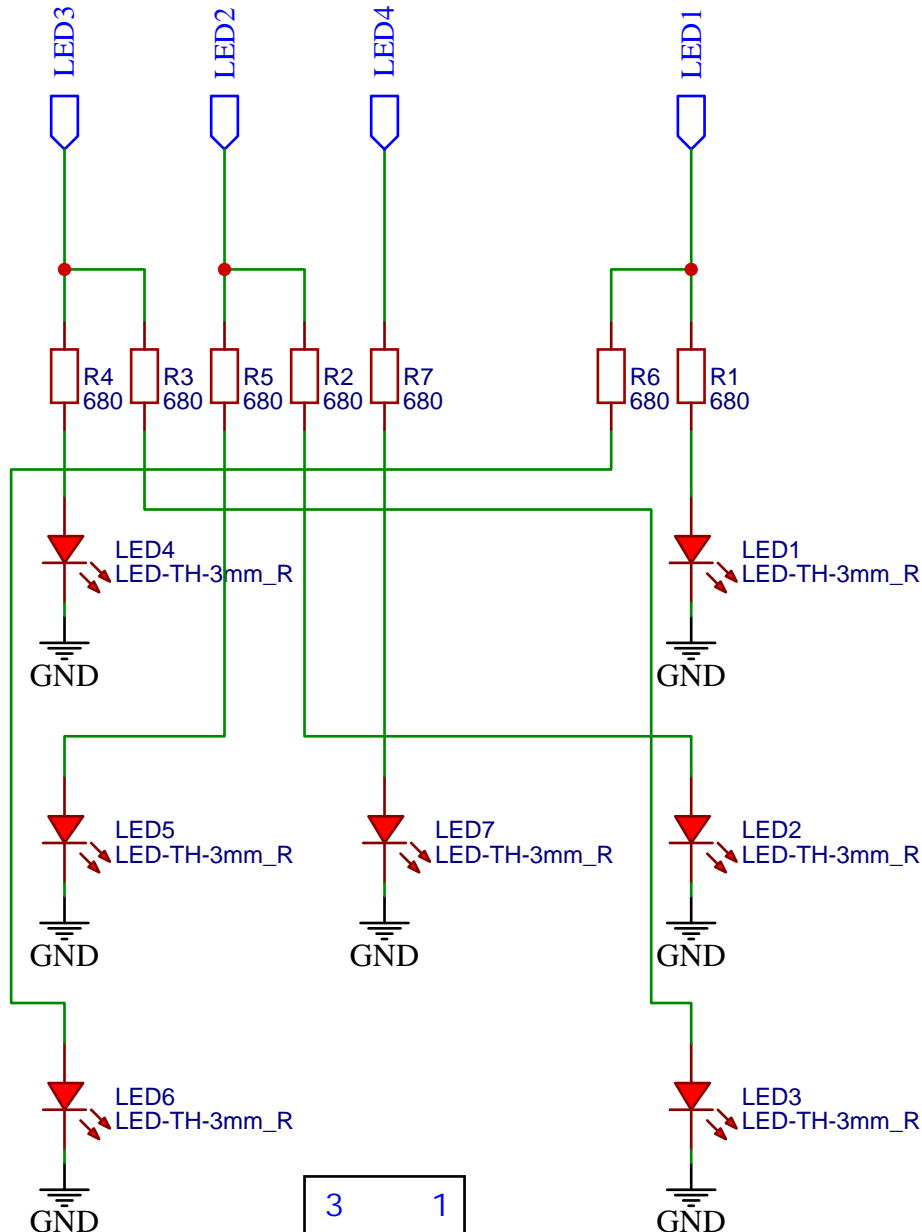 LED3
LED2
LED4
LED1
R4
680
R3
680
R5
680
R2
680
R7
680
R6
680
R1
680
LED4
LED-TH-3mm_R
GND
LED1
LED-TH-3mm_R
GND
LED5
LED-TH-3mm_R
GND
LED7
LED-TH-3mm_R
GND
LED2
LED-TH-3mm_R
GND
LED6
LED-TH-3mm_R
GND
3 1
LED3
LED-TH-3mm_R
GND